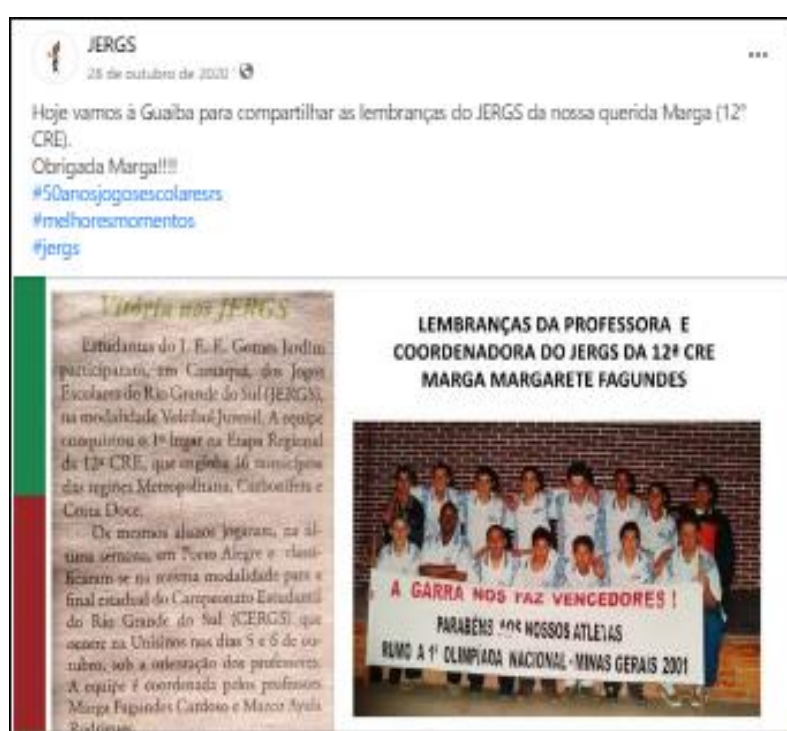 JERGS
28 de outubro de 2020
Hoje vamos à Guaíba para compartilhar as lembranças do JERGS da nossa querida Marga (12ª
CRE).
Obrigada Marga!!!!
#50anosjogosescolaresrs
#melhoresmomentos
#jergs
Vitória nos JERGS
Estudantes do I. E. E. Gomes Jardim
participaram, em Camaquã, dos Jogos
Escolares do Rio Grande do Sul (JERGS),
na modalidade Voleibol Juvenil. A equipe
conquistou o 1º lugar na Etapa Regional
da 12ª CRE, que engloba 16 municípios
das regiões Metropolitana, Carbonífera e
Costa Doce.
Os mesmos alunos jogaram, na úl-
tima semana, em Porto Alegre e classi-
ficaram-se na mesma modalidade para a
final estadual do Campeonato Estudantil
do Rio Grande do Sul (CERGS) que
ocorre na Unisinos nos dias 5 e 6 de ou-
tubro, sob a orientação dos professores.
A equipe é coordenada pelos professores
Marga Fagundes Cardoso e Marco Ayala
Rodrigues.
LEMBRANÇAS DA PROFESSORA E
COORDENADORA DO JERGS DA 12ª CRE
MARGA MARGARETE FAGUNDES
A GARRA NOS FAZ VENCEDORES !
PARABÉNS AOS NOSSOS ATLETAS
RUMO A 1ª OLIMPÍADA NACIONAL - MINAS GERAIS 2001